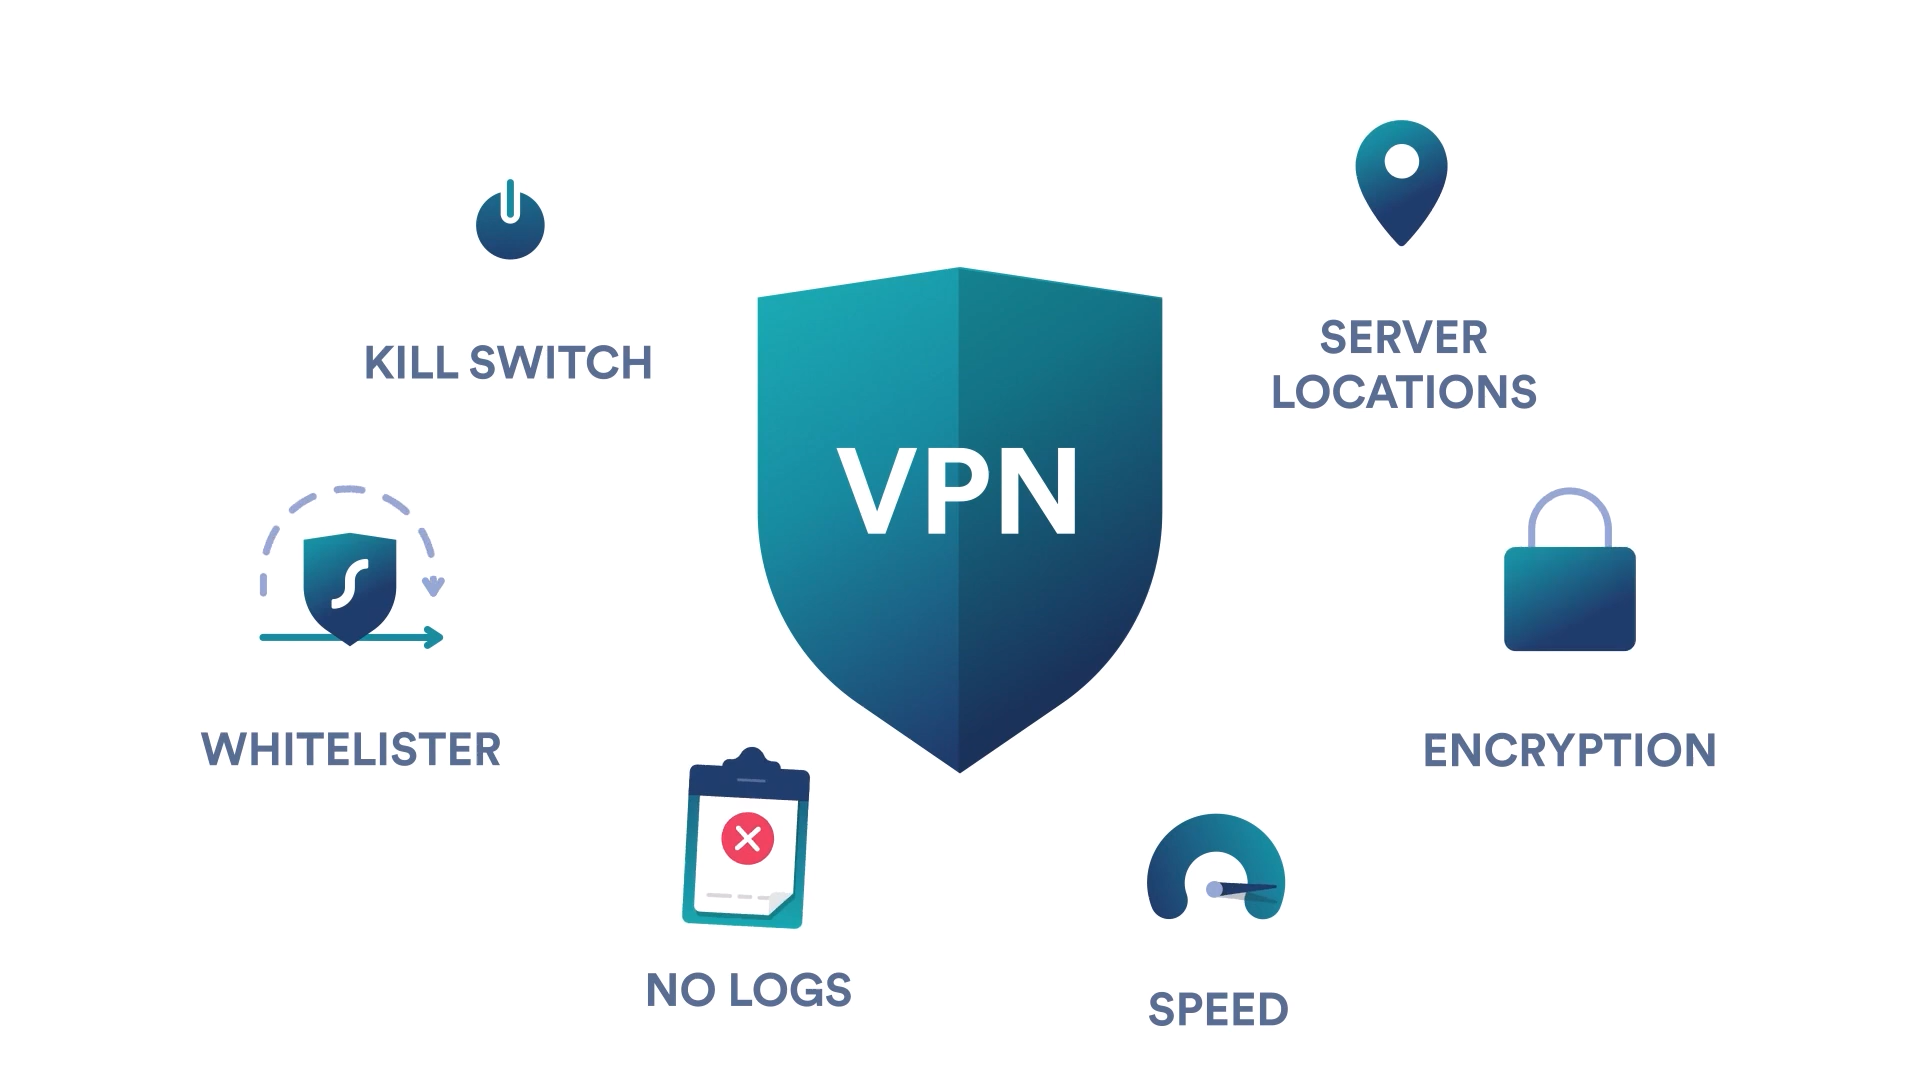 KILL SWITCH
SERVER
LOCATIONS
VPN
WHITELISTER
ENCRYPTION
NO LOGS
SPEED